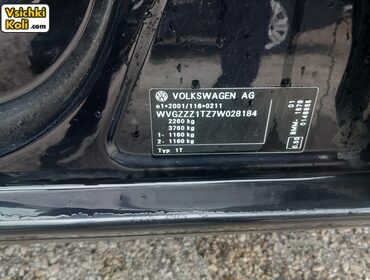 Vsichki
Koli.com
VOLKSWAGEN AG
e1*2001/116*0211
WVGZZZ1TZ7W028184
2260 kg
3760 kg
1- 1160 kg
2- 1160 kg
Typ 1T